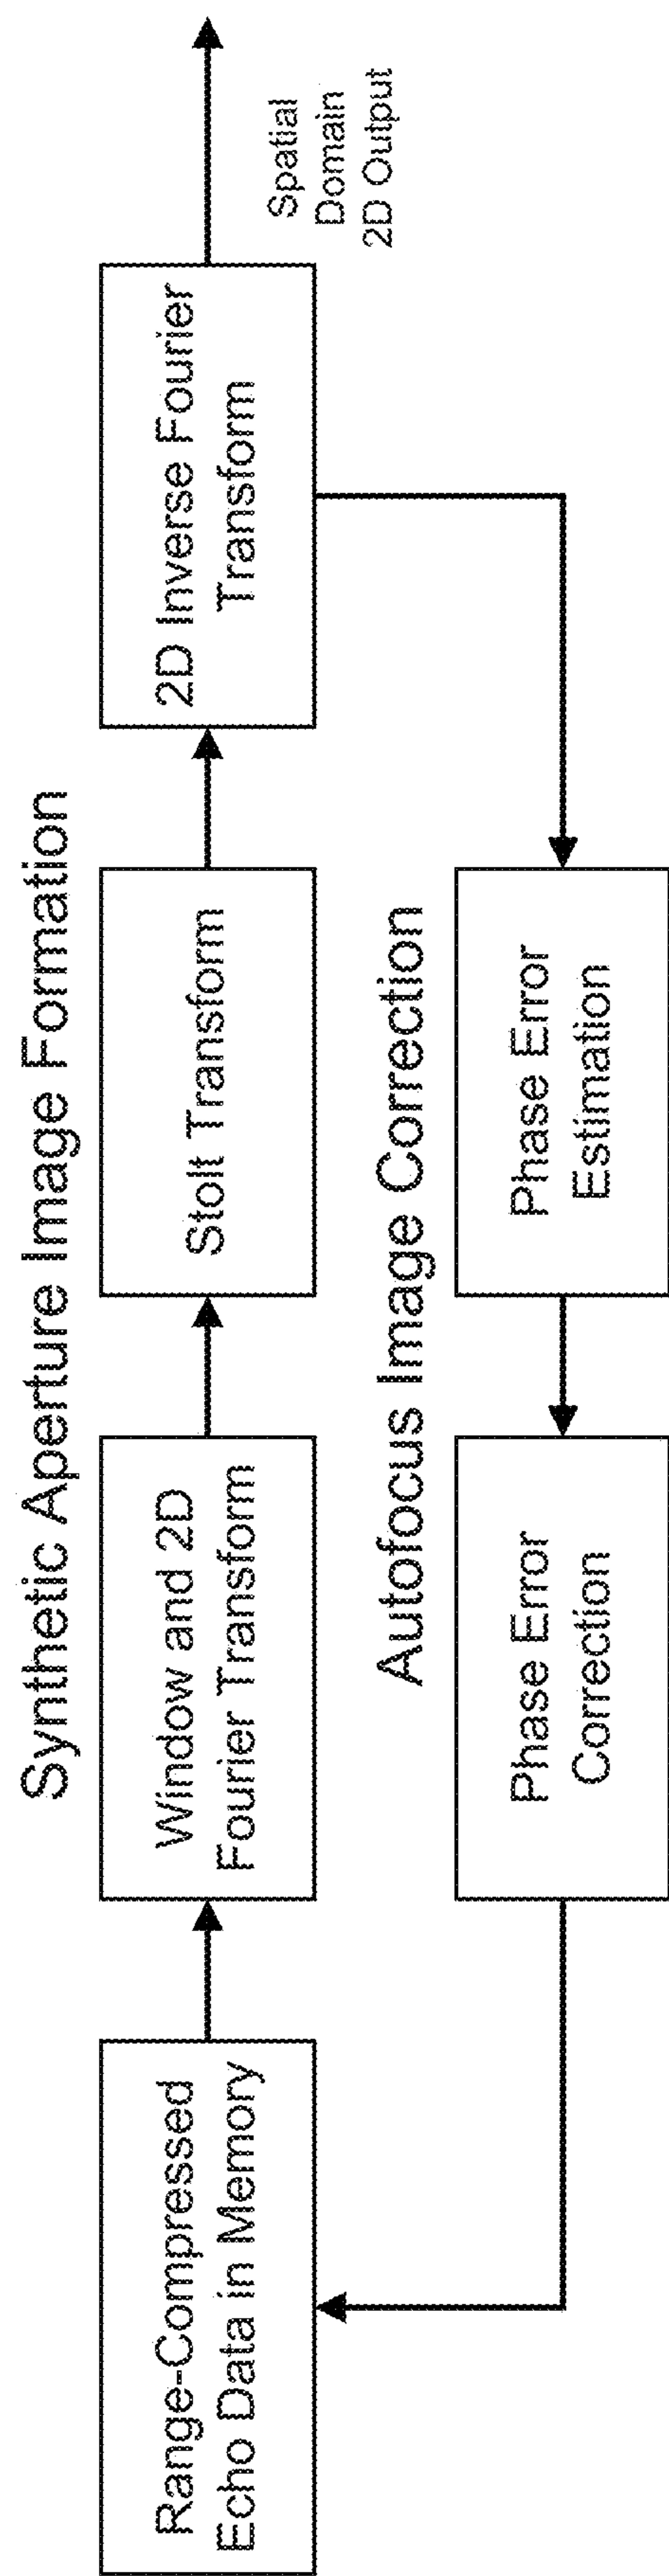 Synthetic Aperture Image Formation
Range-Compressed
Echo Data in Memory
Window and 2D
Fourier Transform
Stolt Transform
2D Inverse Fourier
Transform
Spatial
Domain
2D Output
Autofocus Image Correction
Phase Error
Correction
Phase Error
Estimation